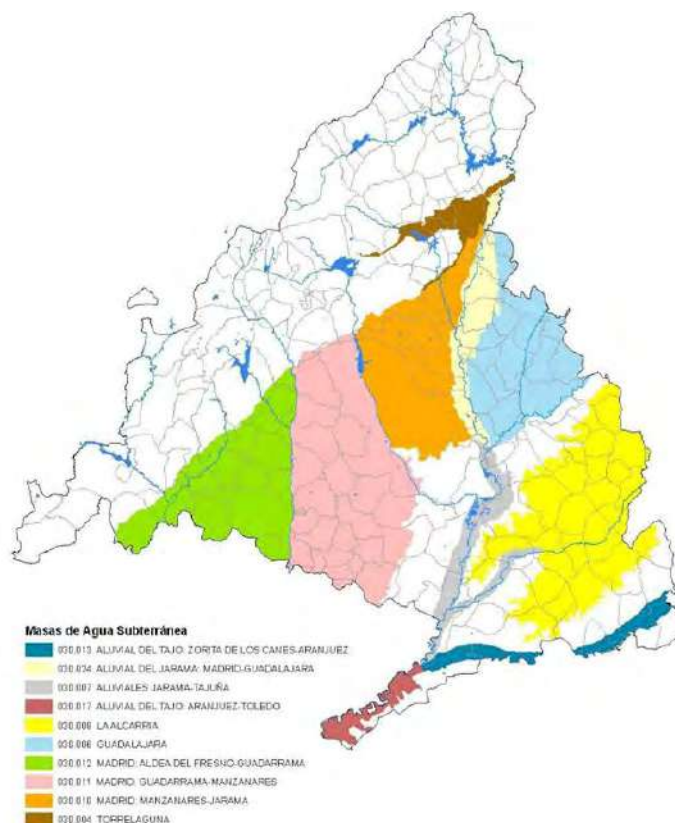 Masas de Agua Subterránea
030.013 ALUVIAL DEL TAJO: ZORITA DE LOS CANES-ARANJUEZ
030.024 ALUVIAL DEL JARAMA: MADRID-GUADALAJARA
030.007 ALUVIALES JARAMA-TAJUÑA
030.017 ALUVIAL DEL TAJO: ARANJUEZ-TOLEDO
030.008 LA ALCARRIA
030.006 GUADALAJARA
030.012 MADRID: ALDEA DEL FRESNO-GUADARRAMA
030.011 MADRID: GUADARRAMA-MANZANARES
030.010 MADRID: MANZANARES-JARAMA
030.004 TORRELAGUNA